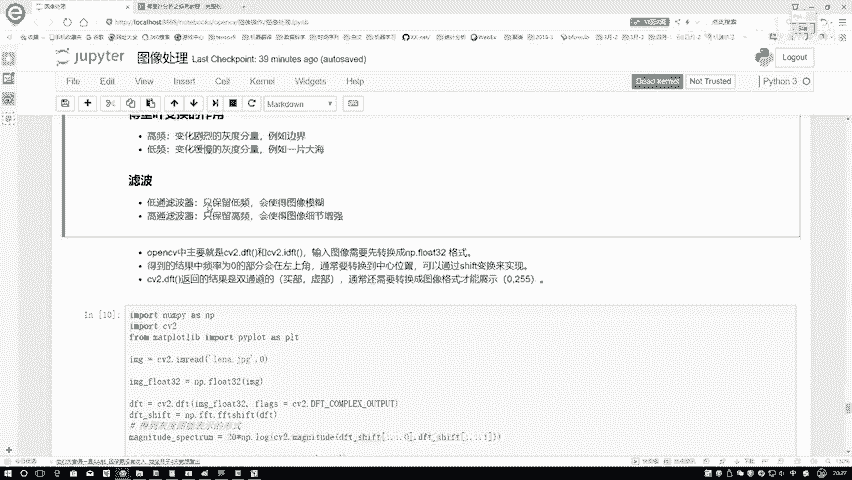 http://localhost:8888/notebooks/opencv/
jupyter 图像处理 Last Checkpoint: 39 minutes ago (autosaved)
Logout
File Edit View Insert Cell Kernel Widgets Help
Dead kernel Not Trusted Python 3
Markdown
傅里叶变换的作用
高频：变化剧烈的灰度分量，例如边界
低频：变化缓慢的灰度分量，例如一片大海
滤波
低通滤波器：只保留低频，会使得图像模糊
高通滤波器：只保留高频，会使得图像细节增强
opencv中主要就是cv2.dft()和cv2.idft()，输入图像需要先转换成np.float32 格式。
得到的结果中频率为0的部分会在左上角，通常要转换到中心位置，可以通过shift变换来实现。
cv2.dft()返回的结果是双通道的（实部，虚部），通常还需要转换成图像格式才能展示（0,255）。
In [10]:
import numpy as np
import cv2
from matplotlib import pyplot as plt
img = cv2.imread('lena.jpg',0)
img_float32 = np.float32(img)
dft = cv2.dft(img_float32, flags = cv2.DFT_COMPLEX_OUTPUT)
dft_shift = np.fft.fftshift(dft)
# 得到灰度图能表示的形式
magnitude_spectrum = 20*np.log(cv2.magnitude(dft_shift[:,:,0],dft_shift[:,:,1]))
20:27